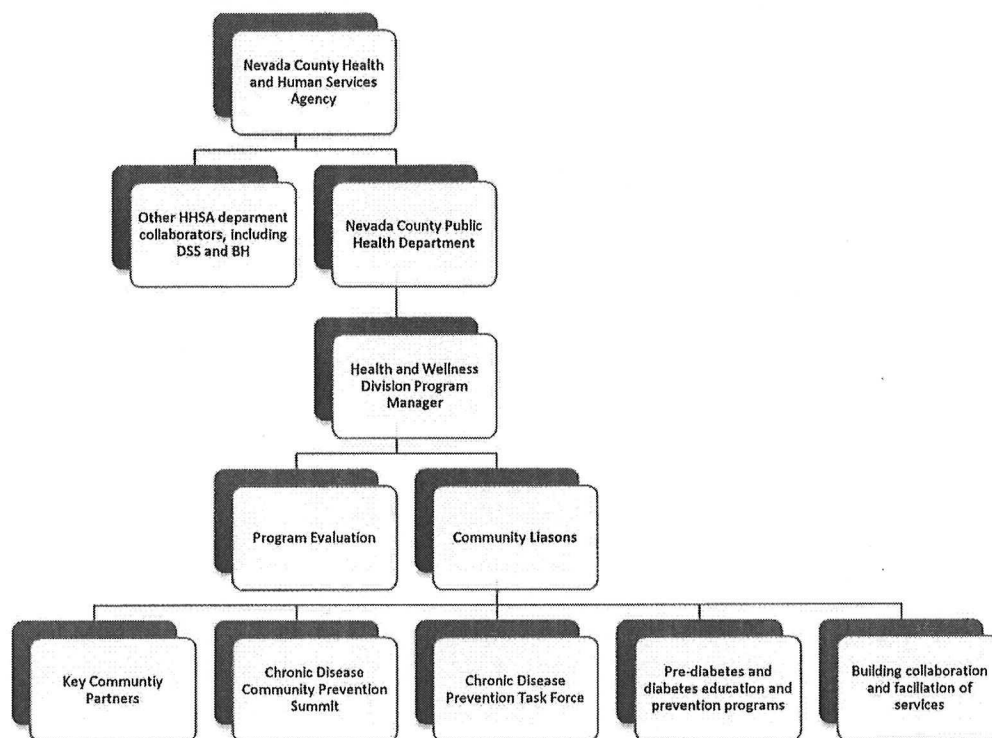 Nevada County Health
and Human Services
Agency
Other HHSA deparment
collaborators, including
DSS and BH
Nevada County Public
Health Department
Health and Wellness
Division Program
Manager
Program Evaluation
Community Liasons
Key Communtiy
Partners
Chronic Disease
Community Prevention
Summit
Chronic Disease
Prevention Task Force
Pre-diabetes and
diabetes education and
prevention programs
Building collaboration
and faciliation of
services